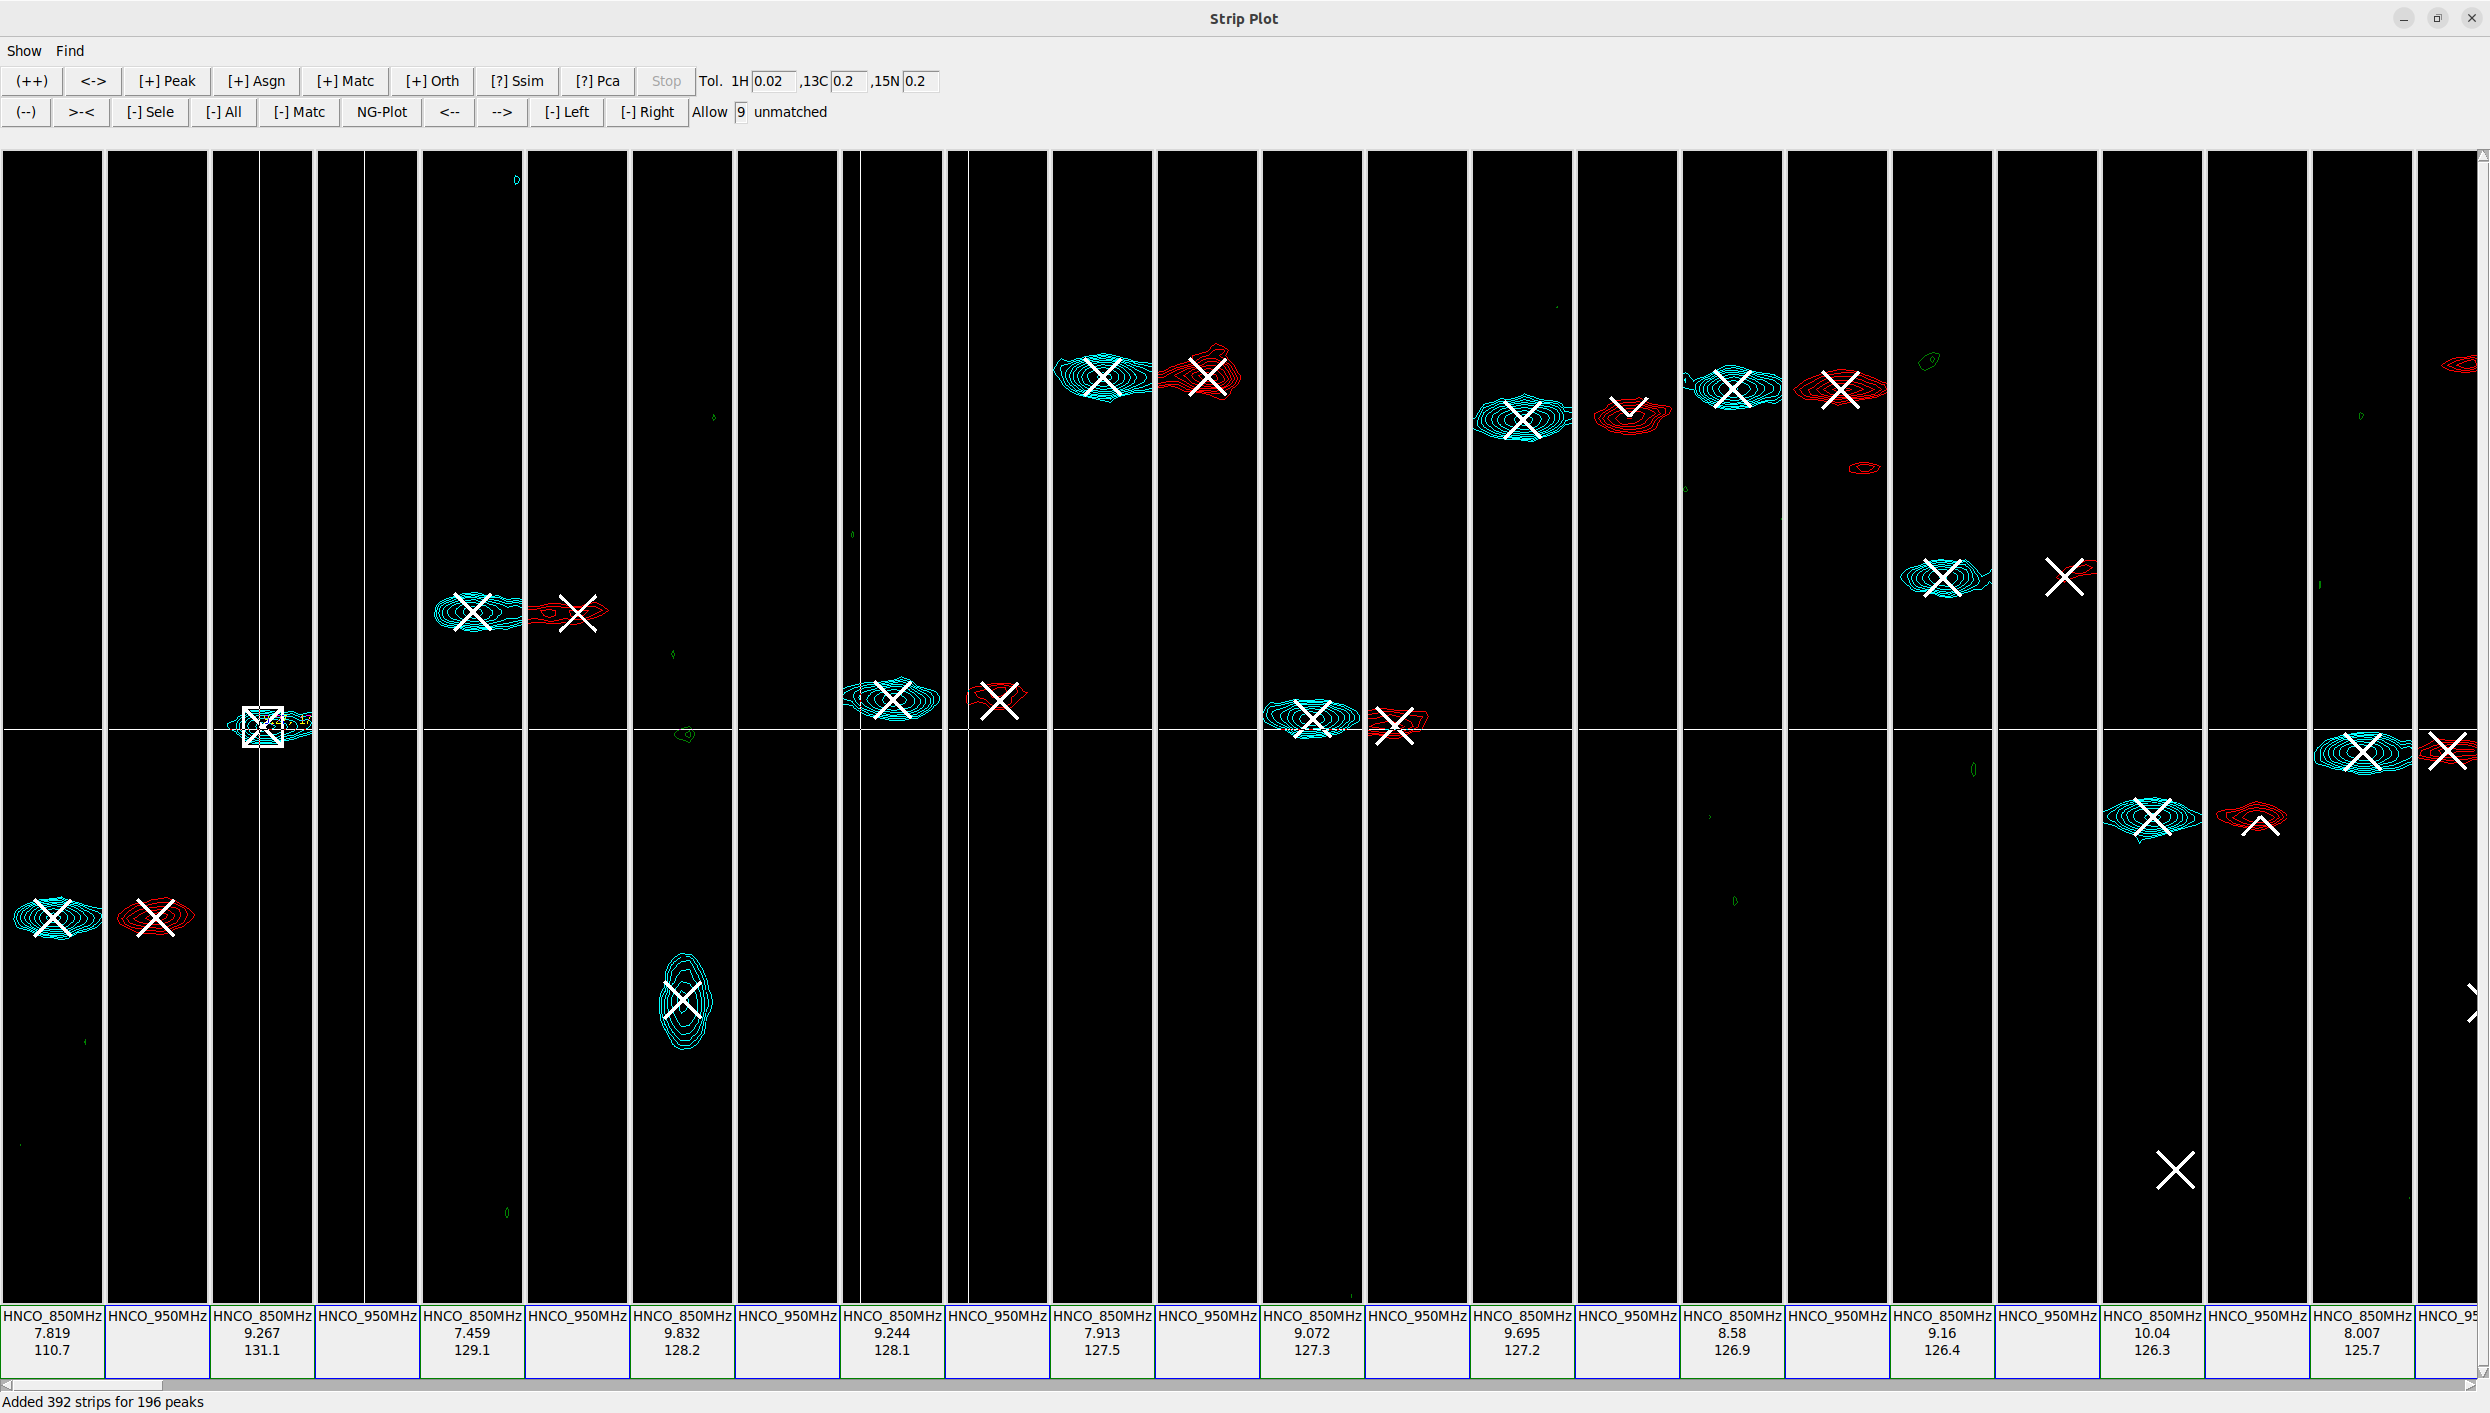 Strip Plot
Show Find
(++) <-> [+] Peak [+] Asgn [+] Matc [+] Orth [?] Ssim [?] Pca Stop Tol. 1H 0.02 ,13C 0.2 ,15N 0.2
(--) >-< [-] Sele [-] All [-] Matc NG-Plot <-- --> [-] Left [-] Right Allow 9 unmatched
HNCO_850MHz HNCO_950MHz HNCO_850MHz HNCO_950MHz HNCO_850MHz HNCO_950MHz HNCO_850MHz HNCO_950MHz HNCO_850MHz HNCO_950MHz HNCO_850MHz HNCO_950MHz HNCO_850MHz HNCO_950MHz HNCO_850MHz HNCO_950MHz HNCO_850MHz HNCO_950MHz HNCO_850MHz HNCO_950MHz HNCO_850MHz HNCO_950MHz HNCO_850MHz HNCO_95
7.819 9.267 7.459 9.832 9.244 7.913 9.072 9.695 8.58 9.16 10.04 8.007
110.7 131.1 129.1 128.2 128.1 127.5 127.3 127.2 126.9 126.4 126.3 125.7
Added 392 strips for 196 peaks